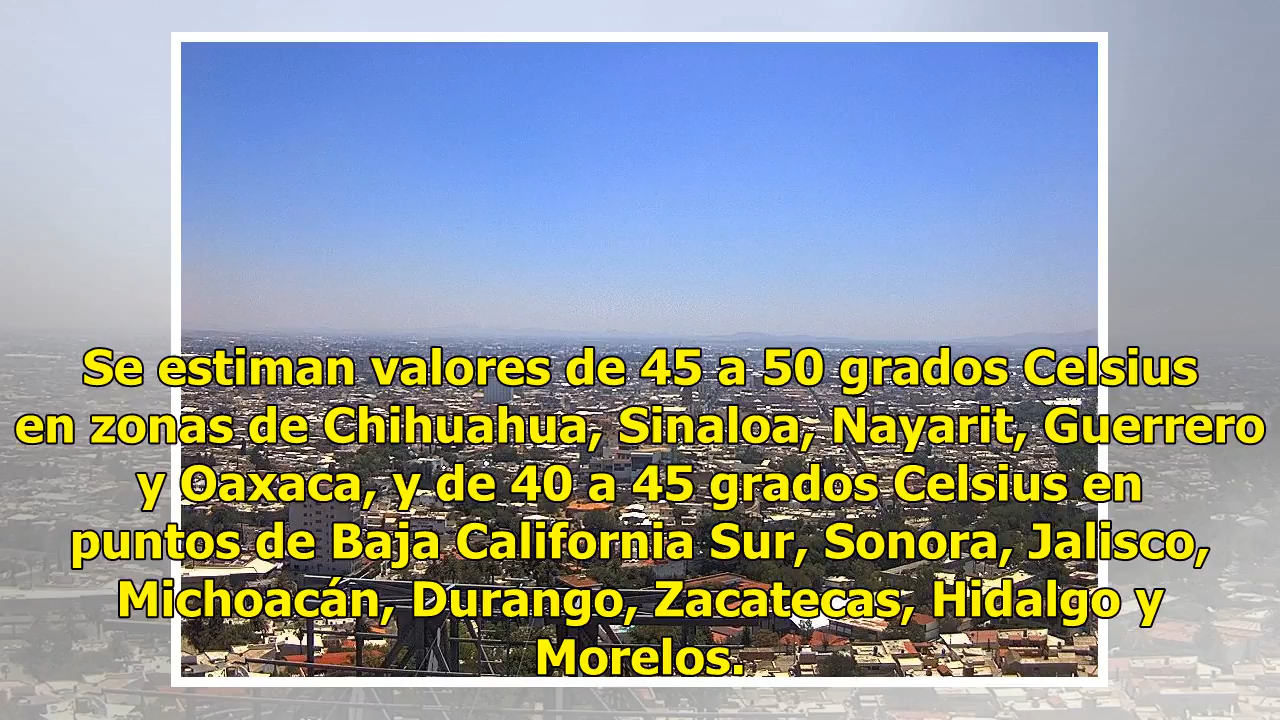 Se estiman valores de 45 a 50 grados Celsius
en zonas de Chihuahua, Sinaloa, Nayarit, Guerrero
y Oaxaca, y de 40 a 45 grados Celsius en
puntos de Baja California Sur, Sonora, Jalisco,
Michoacán, Durango, Zacatecas, Hidalgo y
Morelos.